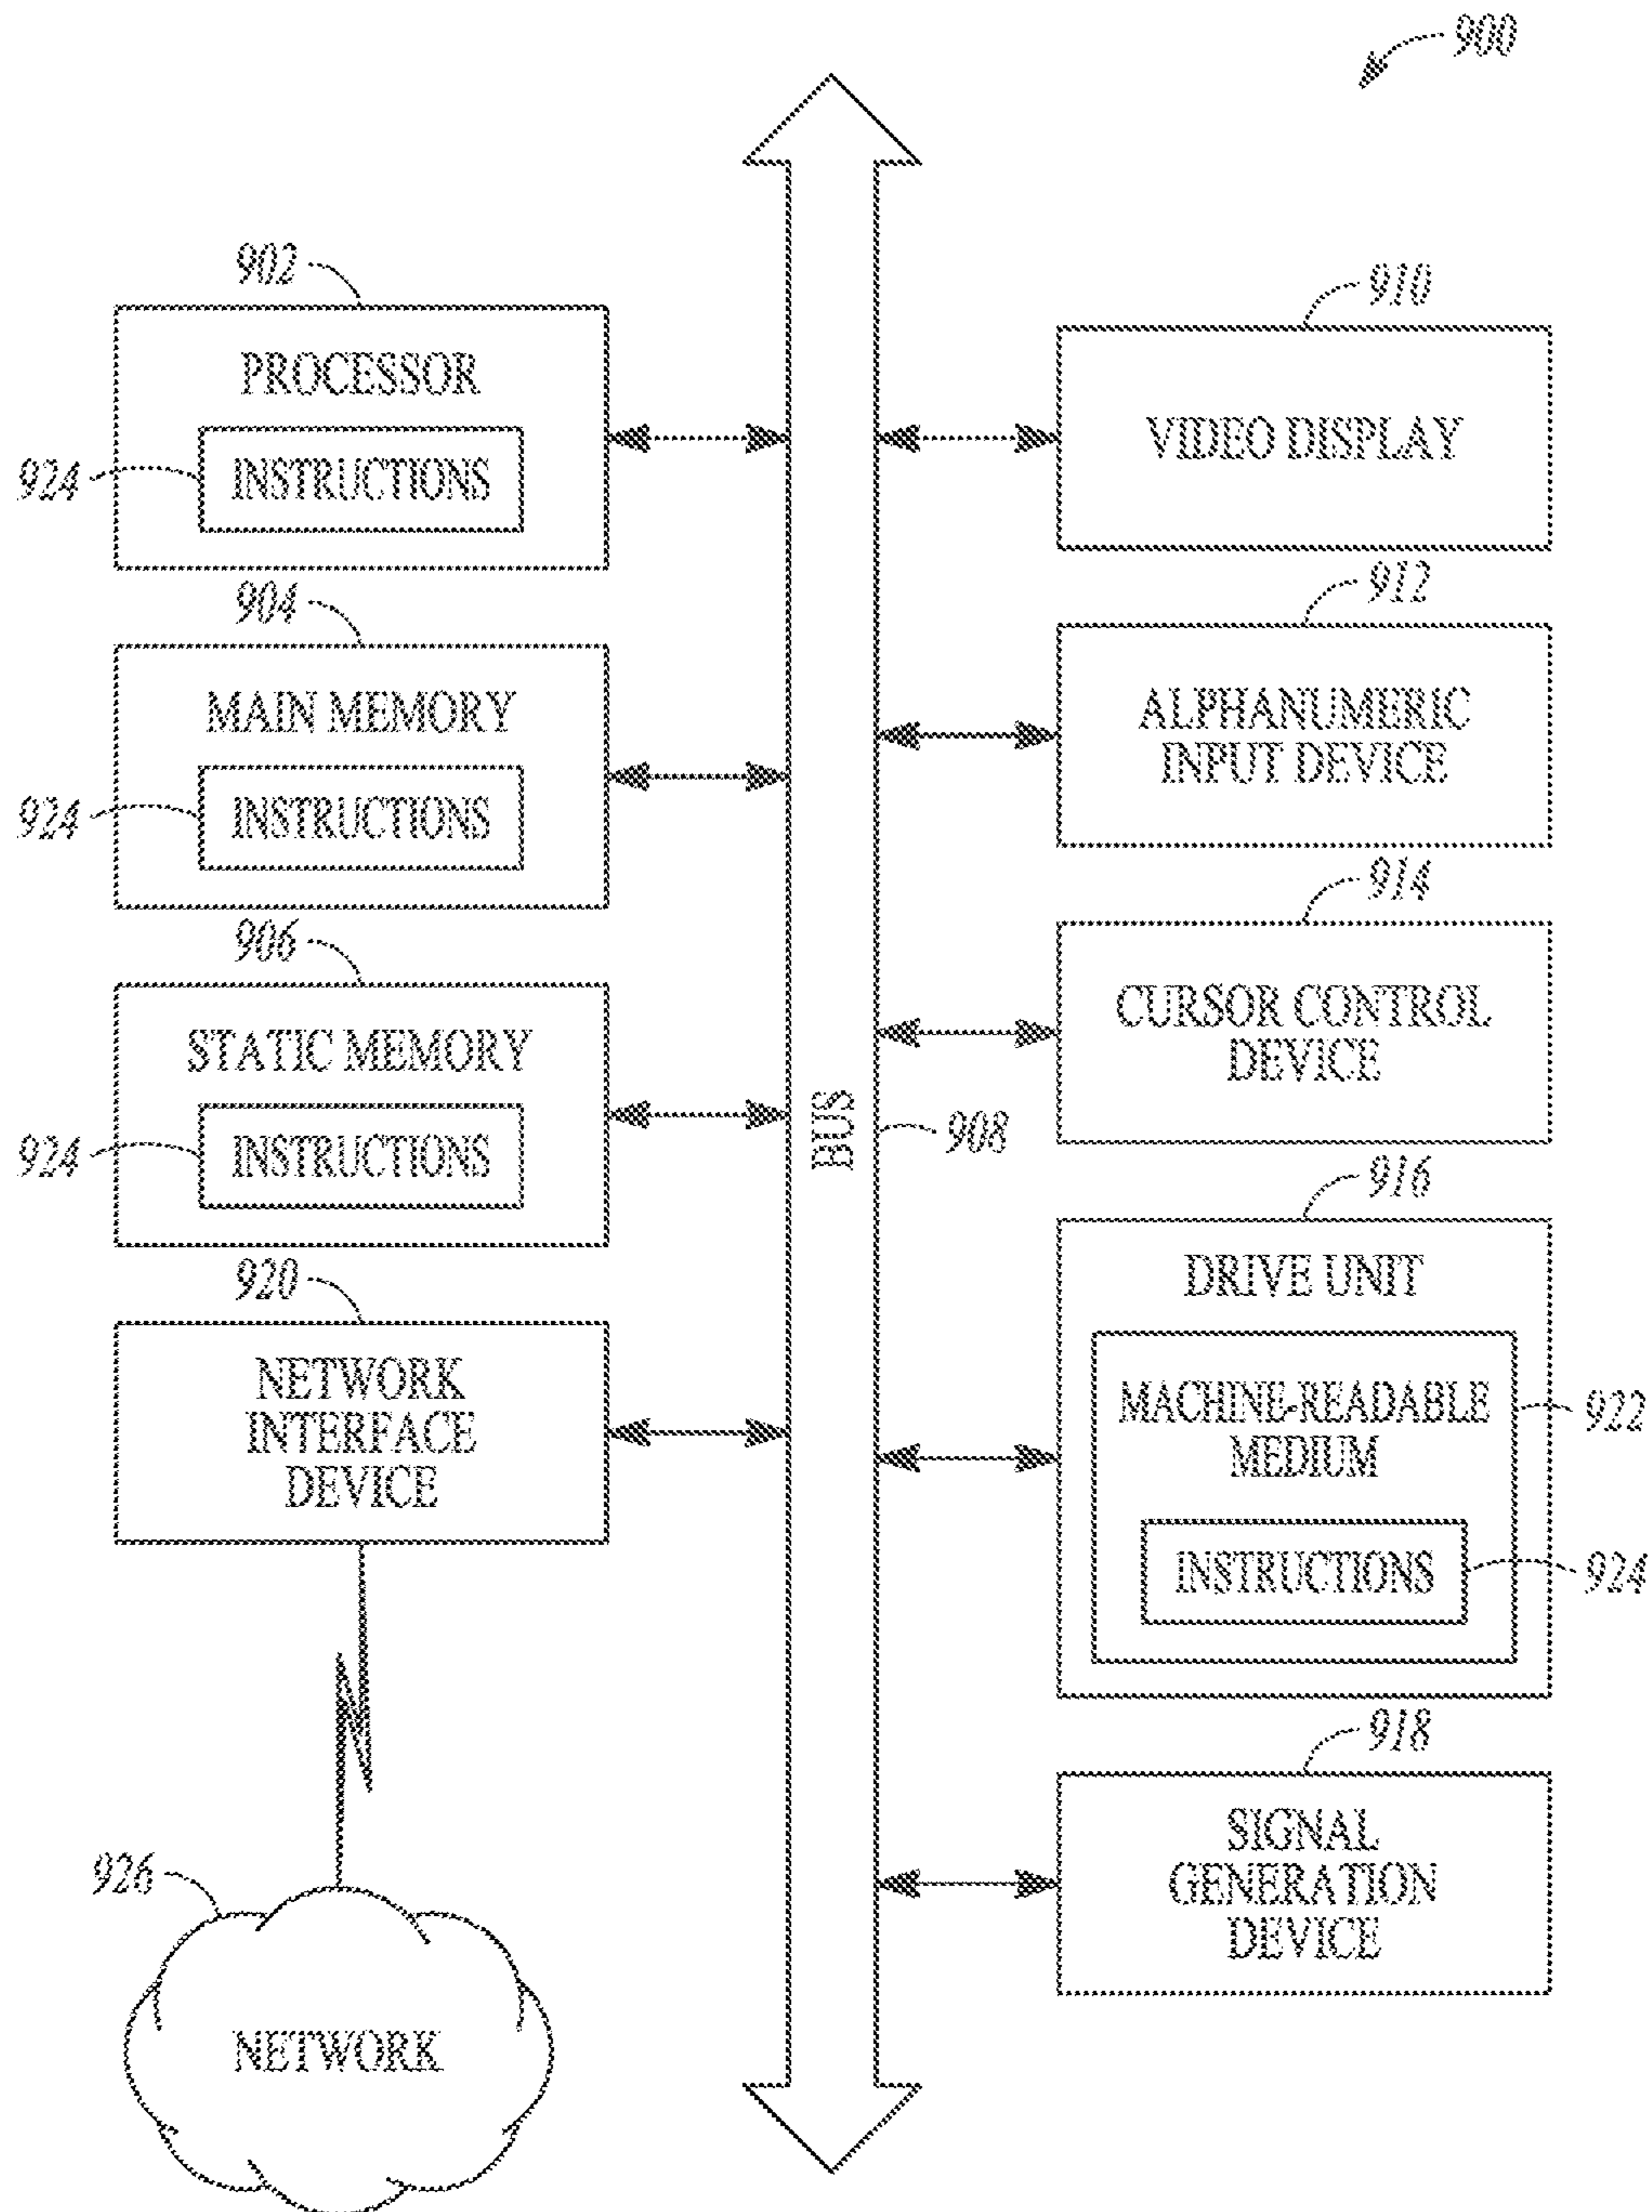 900
902
PROCESSOR
924
INSTRUCTIONS
904
MAIN MEMORY
924
INSTRUCTIONS
906
STATIC MEMORY
924
INSTRUCTIONS
920
NETWORK
INTERFACE
DEVICE
926
NETWORK
BUS
908
910
VIDEO DISPLAY
912
ALPHANUMERIC
INPUT DEVICE
914
CURSOR CONTROL
DEVICE
916
DRIVE UNIT
MACHINE-READABLE
MEDIUM
922
INSTRUCTIONS
924
918
SIGNAL
GENERATION
DEVICE